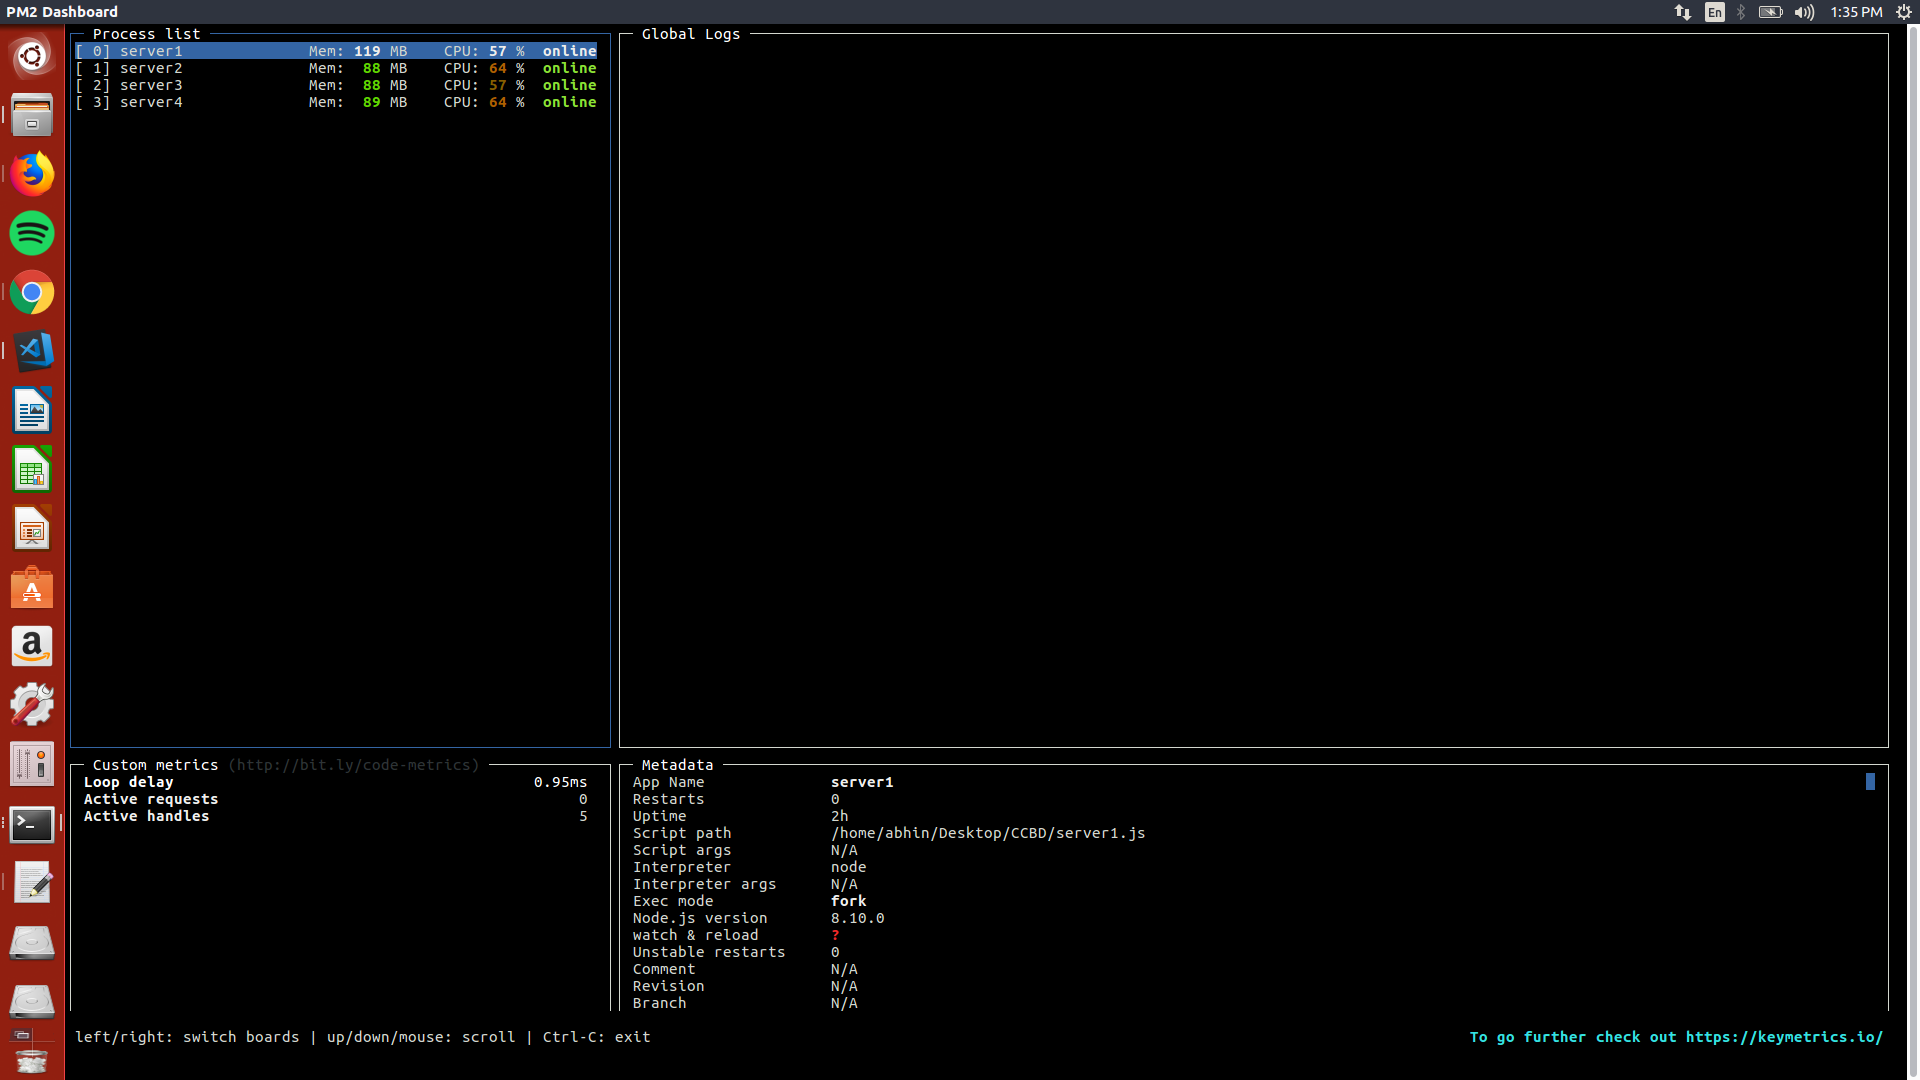 PM2 Dashboard
En
1:35 PM
Process list
[ 0] server1 Mem: 119 MB CPU: 57 % online
[ 1] server2 Mem: 88 MB CPU: 64 % online
[ 2] server3 Mem: 88 MB CPU: 57 % online
[ 3] server4 Mem: 89 MB CPU: 64 % online
Global Logs
Custom metrics (http://bit.ly/code-metrics)
Loop delay 0.95ms
Active requests 0
Active handles 5
Metadata
App Name server1
Restarts 0
Uptime 2h
Script path /home/abhin/Desktop/CCBD/server1.js
Script args N/A
Interpreter node
Interpreter args N/A
Exec mode fork
Node.js version 8.10.0
watch & reload ?
Unstable restarts 0
Comment N/A
Revision N/A
Branch N/A
left/right: switch boards | up/down/mouse: scroll | Ctrl-C: exit
To go further check out https://keymetrics.io/